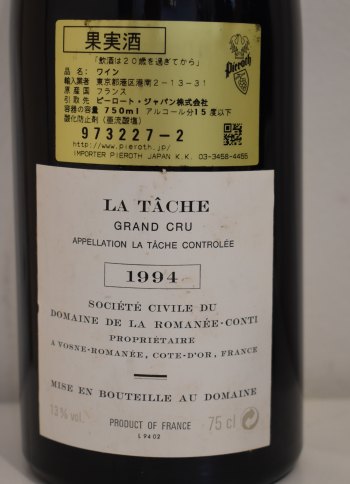 果実酒
Pieroth
「飲酒は20歳を過ぎてから」
品名：ワイン
輸入業者 東京都港区港南2-13-31
原産国 フランス
引取先 ピーロート・ジャパン株式会社
容器の容量 750ml アルコール分15度以下
酸化防止剤(亜硫酸塩)
973227-2
http://www.pieroth.jp/
IMPORTER PIEROTH JAPAN K.K. 03-3458-4455
LA TÂCHE
GRAND CRU
APPELLATION LA TÂCHE CONTROLÉE
1994
SOCIÉTÉ CIVILE DU
DOMAINE DE LA ROMANÉE-CONTI
PROPRIÉTAIRE
A VOSNE-ROMANÉE, COTE-D'OR, FRANCE
MISE EN BOUTEILLE AU DOMAINE
13% vol.
PRODUCT OF FRANCE
75 cl
L 94 02